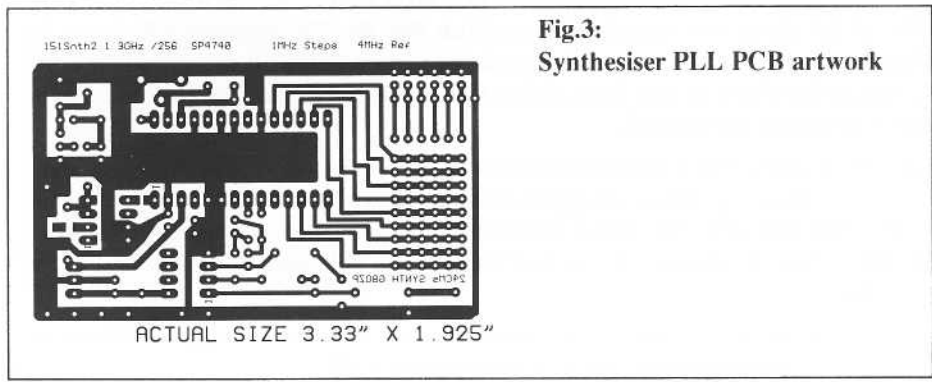 Fig.3:
Synthesiser PLL PCB artwork
151Snth2 1 3GHz /256 SP4740 1MHz Steps 4MHz Ref
24CMs SYNTH G8OZP
ACTUAL SIZE 3.33" X 1.925"